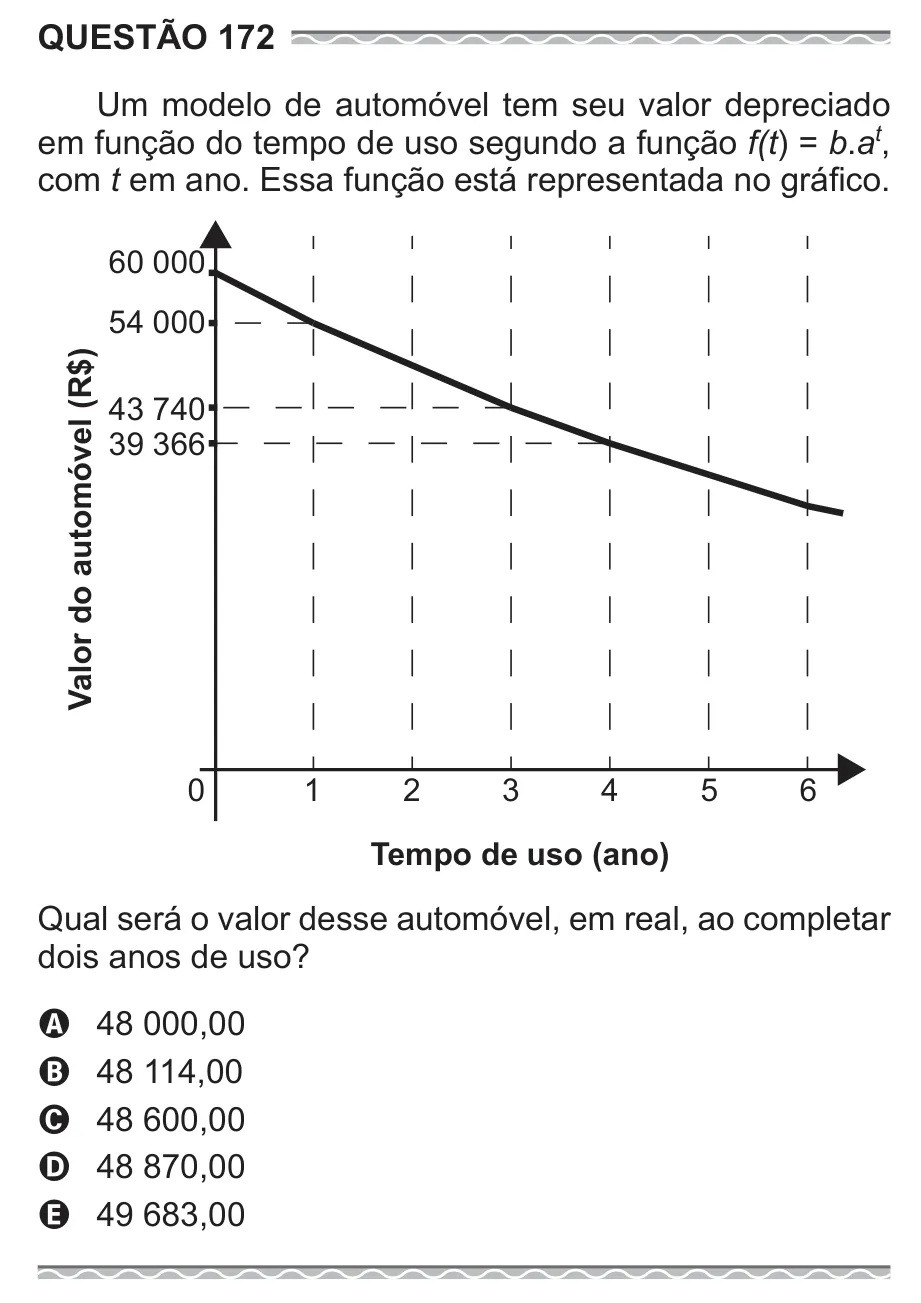 QUESTÃO 172
Um modelo de automóvel tem seu valor depreciado
em função do tempo de uso segundo a função f(t) = b.aᵗ,
com t em ano. Essa função está representada no gráfico.
60 000
54 000
43 740
39 366
Valor do automóvel (R$)
0 1 2 3 4 5 6
Tempo de uso (ano)
Qual será o valor desse automóvel, em real, ao completar
dois anos de uso?
A 48 000,00
B 48 114,00
C 48 600,00
D 48 870,00
E 49 683,00